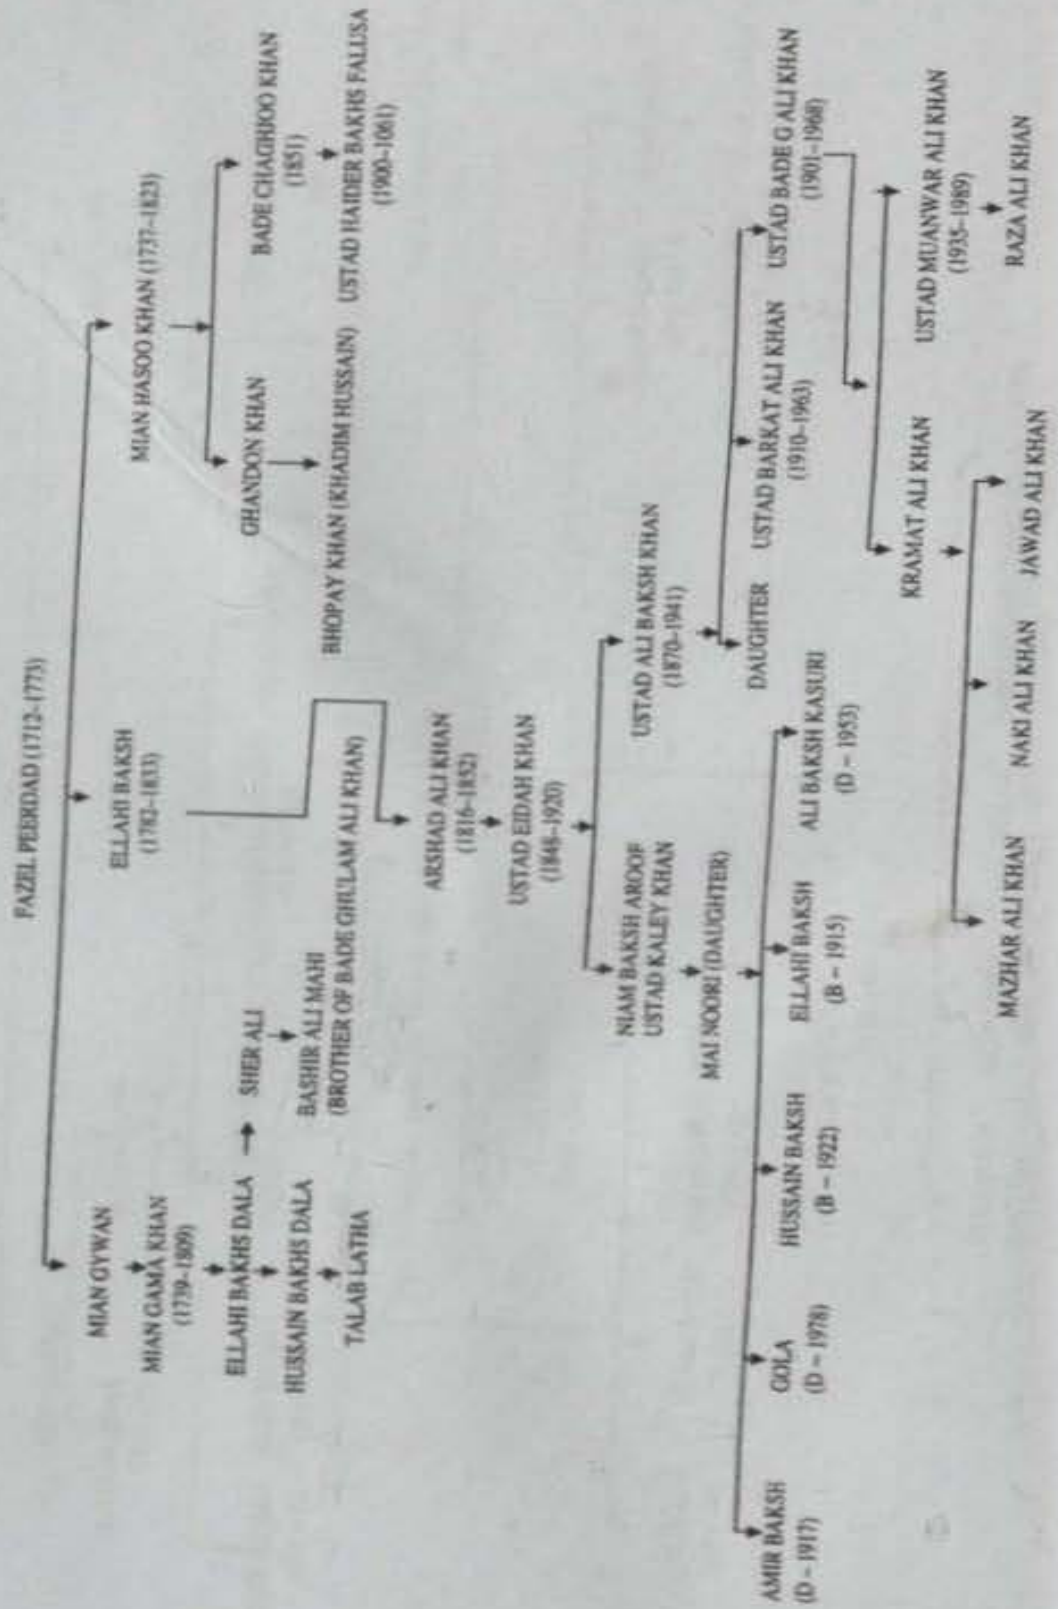 FAZEL PEERDAD (1712–1773)
MIAN GYWAN
ELLAHI BAKSH
(1782–1833)
MIAN HASOO KHAN (1737–1823)
MIAN GAMA KHAN
(1739–1809)
ELLAHI BAKHS DALA
SHER ALI
GHANDON KHAN
BADE CHAGHJOO KHAN
(1851)
HUSSAIN BAKHS DALA
BASHIR ALI MAHI
(BROTHER OF BADE GHULAM ALI KHAN)
BHOPAY KHAN (KHADIM HUSSAIN)
USTAD HAIDER BAKHS FALUSA
(1900–1061)
TALAB LATHA
ARSHAD ALI KHAN
(1816–1852)
USTAD EIDAH KHAN
(1848–1920)
NIAM BAKSH AROOF
USTAD KALEY KHAN
USTAD ALI BAKSH KHAN
(1870–1941)
MAI NOORI (DAUGHTER)
DAUGHTER
USTAD BARKAT ALI KHAN
(1910–1963)
USTAD BADE G ALI KHAN
(1901–1968)
AMIR BAKSH
(D – 1917)
GOLA
(D – 1978)
HUSSAIN BAKSH
(B – 1922)
ELLAHI BAKSH
(B – 1915)
ALI BAKSH KASURI
(D – 1953)
KRAMAT ALI KHAN
USTAD MUANWAR ALI KHAN
(1935–1989)
MAZHAR ALI KHAN
NAKI ALI KHAN
JAWAD ALI KHAN
RAZA ALI KHAN